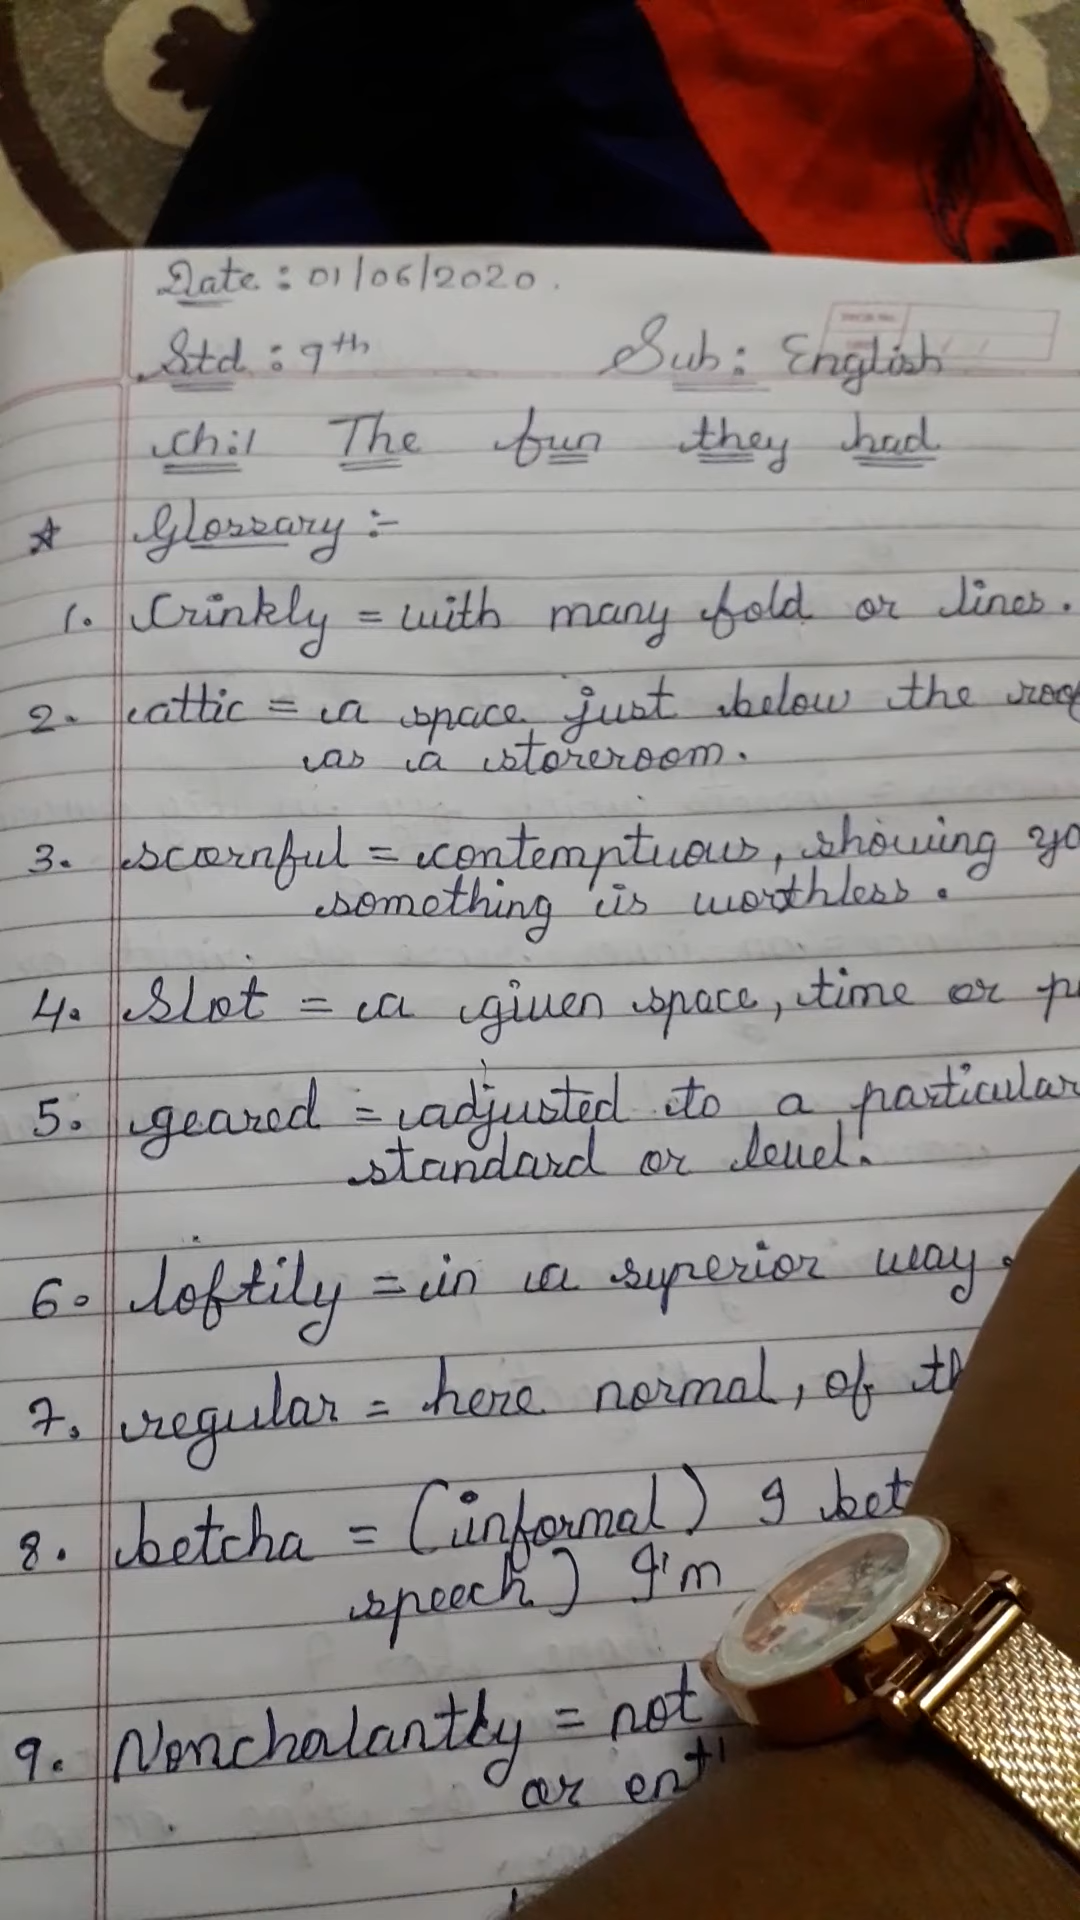 Date : 01/06/2020.
Std : 9th Sub : English
Ch:1 The fun they had
Glossary :-
1. Crinkly = with many fold or lines.
2. attic = a space just below the roof
as a storeroom.
3. scornful = contemptuous, showing
something is worthless.
4. Slot = a given space, time or
5. geared = adjusted to a particular
standard or level.
6. loftily = in a superior way.
7. regular = here normal, of
8. betcha = (informal) I bet
speech) I'm
9. Nonchalantly = not
or